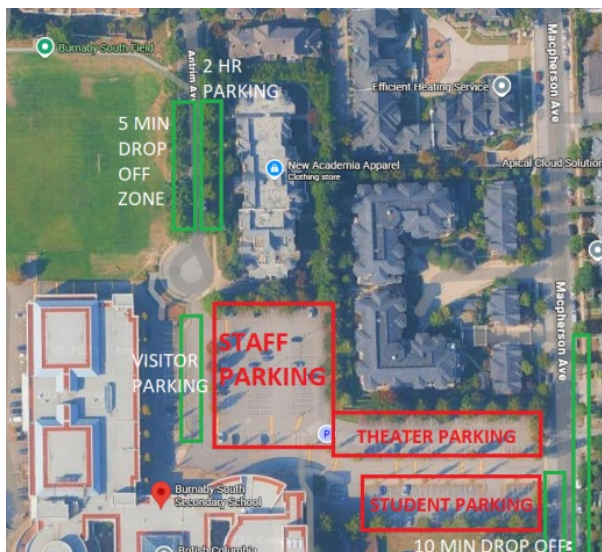 Burnaby South Field
Antrim Av
2 HR
PARKING
Macpherson Ave
Efficient Heating Service
5 MIN
DROP
OFF
ZONE
New Academia Apparel
Clothing store
Apical Cloud Solution
Macpherson Ave
VISITOR
PARKING
STAFF
PARKING
P
THEATER PARKING
STUDENT PARKING
Burnaby South
Secondary School
British Columbia
10 MIN DROP OFF